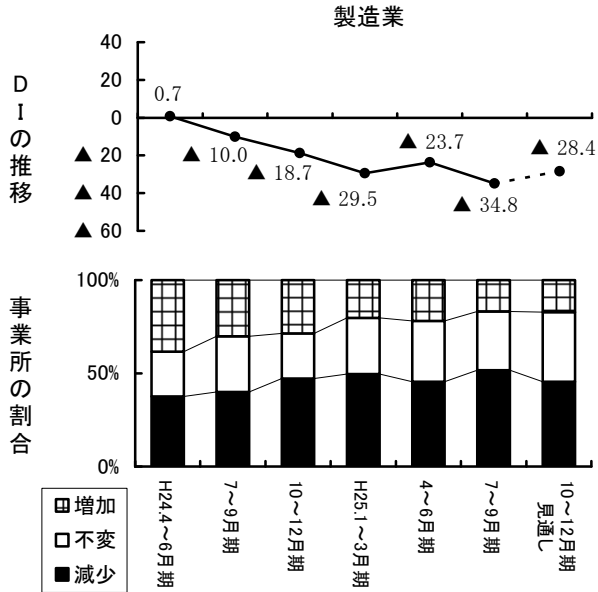 製造業
DIの推移
40
20
0
▲ 20
▲ 40
▲ 60
0.7
▲ 10.0
▲ 18.7
▲ 29.5
▲ 23.7
▲ 34.8
▲ 28.4
事業所の割合
100%
50%
0%
H24.4～6月期
7～9月期
10～12月期
H25.1～3月期
4～6月期
7～9月期
10～12月期
見通し
増加
不変
減少